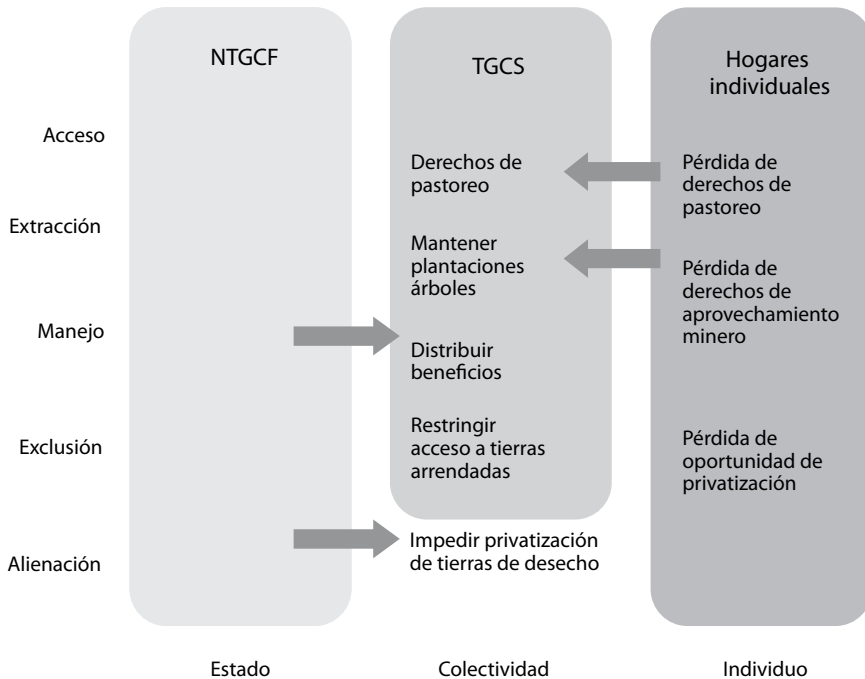 NTGCF
TGCS
Hogares
individuales
Acceso
Extracción
Manejo
Exclusión
Alienación
Derechos de
pastoreo
Mantener
plantaciones
árboles
Distribuir
beneficios
Restringir
acceso a tierras
arrendadas
Impedir privatización
de tierras de desecho
Pérdida de
derechos de
pastoreo
Pérdida de
derechos de
aprovechamiento
minero
Pérdida de
oportunidad de
privatización
Estado
Colectividad
Individuo